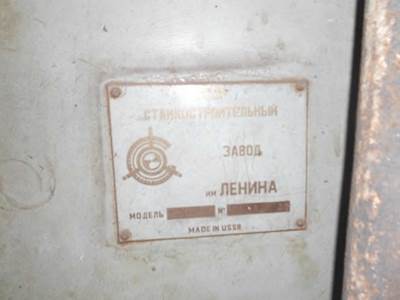 СТАНКОСТРОИТЕЛЬНЫЙ
ЗАВОД
им ЛЕНИНА
МОДЕЛЬ №
MADE IN USSR